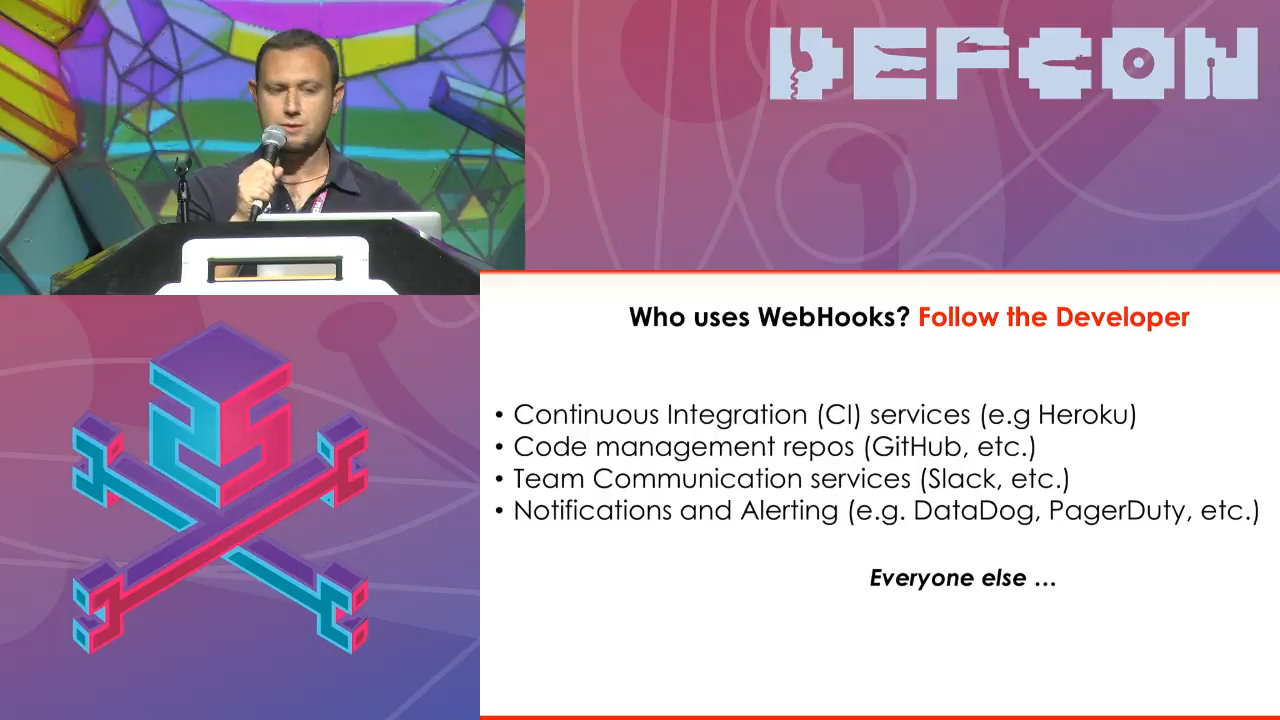 DEFCON
Who uses WebHooks? Follow the Developer
• Continuous Integration (CI) services (e.g Heroku)
• Code management repos (GitHub, etc.)
• Team Communication services (Slack, etc.)
• Notifications and Alerting (e.g. DataDog, PagerDuty, etc.)
Everyone else …